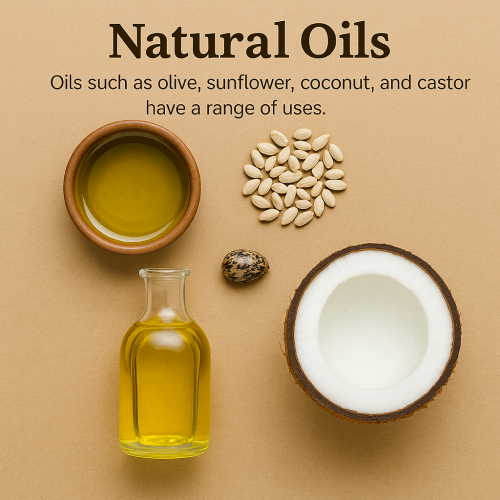 Natural Oils
Oils such as olive, sunflower, coconut, and castor
have a range of uses.